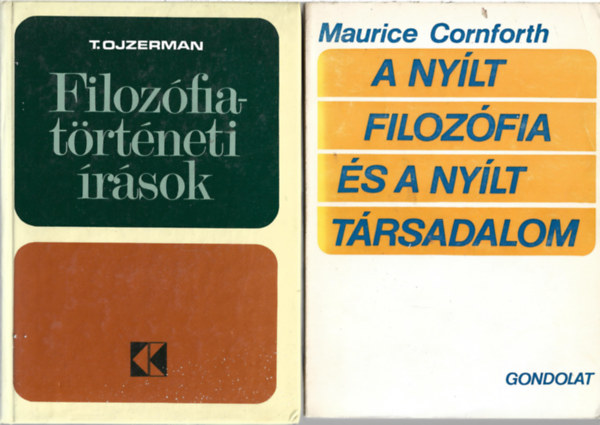 T. OJZERMAN
Filozófia-
történeti
írások
Maurice Cornforth
A NYÍLT
FILOZÓFIA
ÉS A NYÍLT
TÁRSADALOM
GONDOLAT